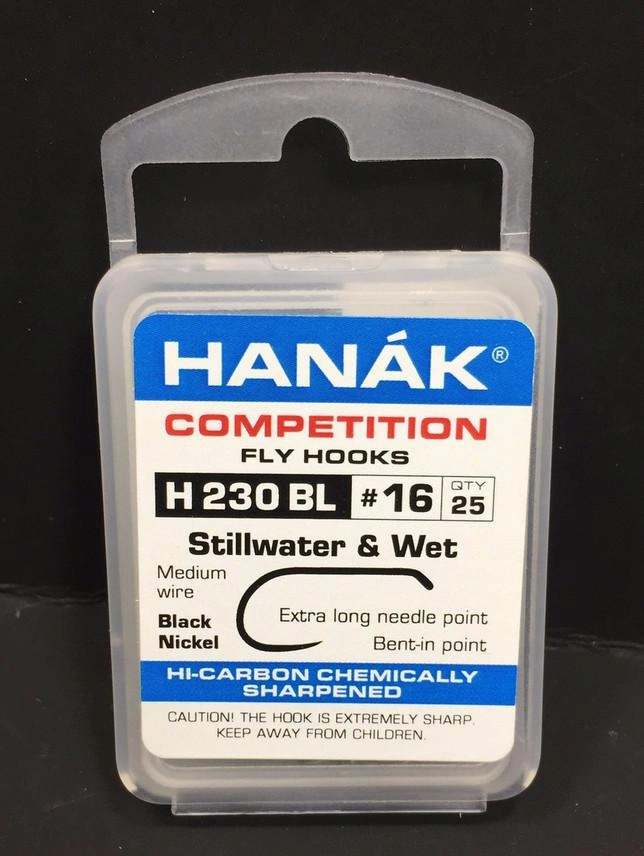 HANÁK®
COMPETITION
FLY HOOKS
H 230 BL #16 QTY 25
Stillwater & Wet
Medium
wire
Black
Nickel
Extra long needle point
Bent-in point
HI-CARBON CHEMICALLY
SHARPENED
CAUTION! THE HOOK IS EXTREMELY SHARP.
KEEP AWAY FROM CHILDREN.